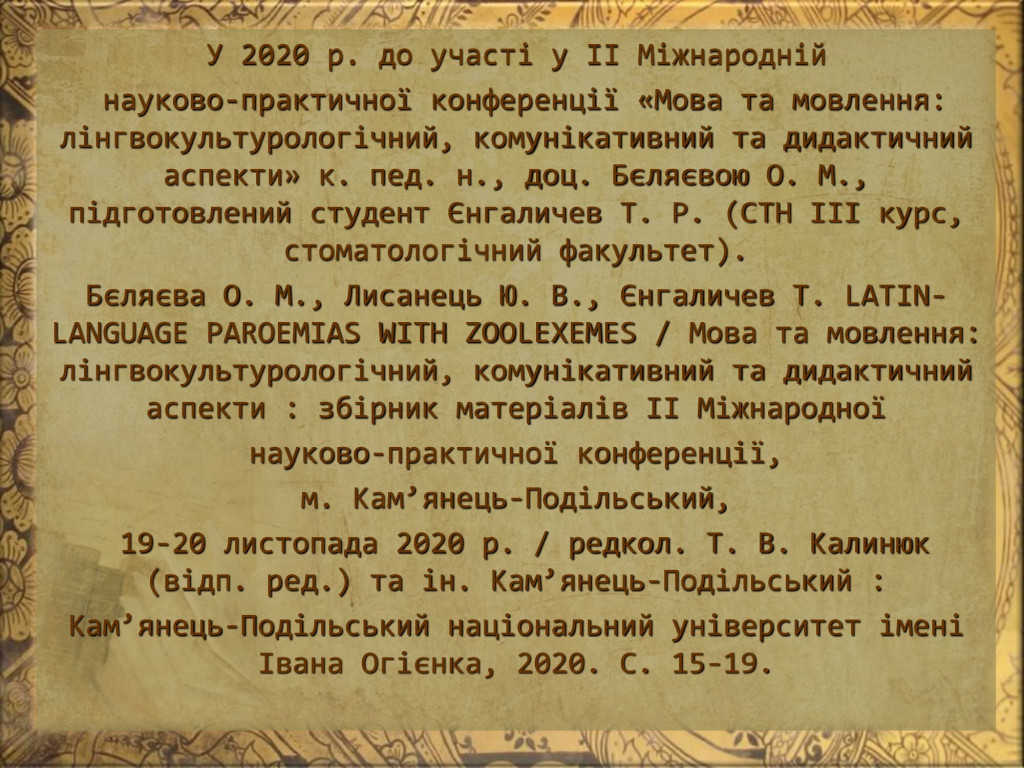 У 2020 р. до участі у ІІ Міжнародній
науково-практичної конференції «Мова та мовлення:
лінгвокультурологічний, комунікативний та дидактичний
аспекти» к. пед. н., доц. Бєляєвою О. М.,
підготовлений студент Єнгаличев Т. Р. (СТН ІІІ курс,
стоматологічний факультет).
Бєляєва О. М., Лисанець Ю. В., Єнгаличев Т. LATIN-
LANGUAGE PAROEMIAS WITH ZOOLEXEMES / Мова та мовлення:
лінгвокультурологічний, комунікативний та дидактичний
аспекти : збірник матеріалів ІІ Міжнародної
науково-практичної конференції,
м. Кам’янець-Подільський,
19-20 листопада 2020 р. / редкол. Т. В. Калинюк
(відп. ред.) та ін. Кам’янець-Подільський :
Кам’янець-Подільський національний університет імені
Івана Огієнка, 2020. С. 15-19.